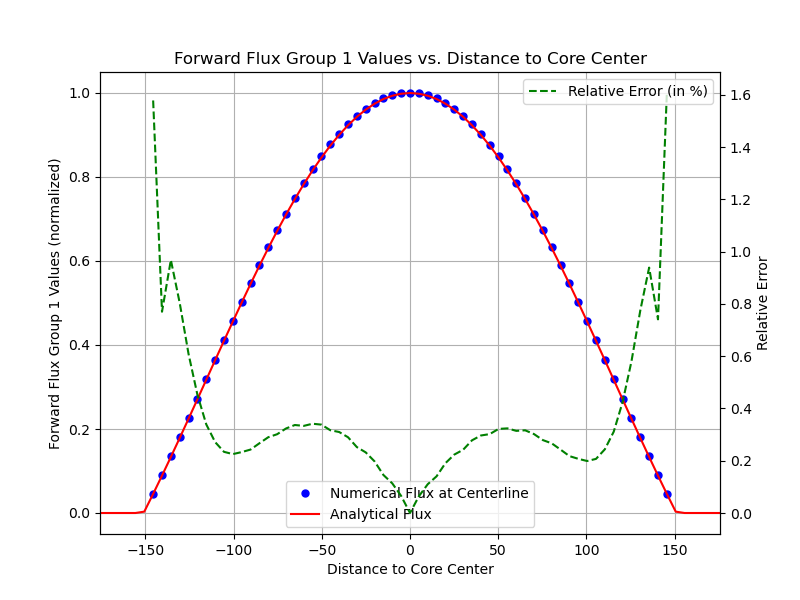 Forward Flux Group 1 Values vs. Distance to Core Center
Relative Error (in %)
Forward Flux Group 1 Values (normalized)
1.0
0.8
0.6
0.4
0.2
0.0
1.6
1.4
1.2
1.0
0.8
0.6
0.4
0.2
0.0
Relative Error
Numerical Flux at Centerline
Analytical Flux
−150 −100 −50 0 50 100 150
Distance to Core Center